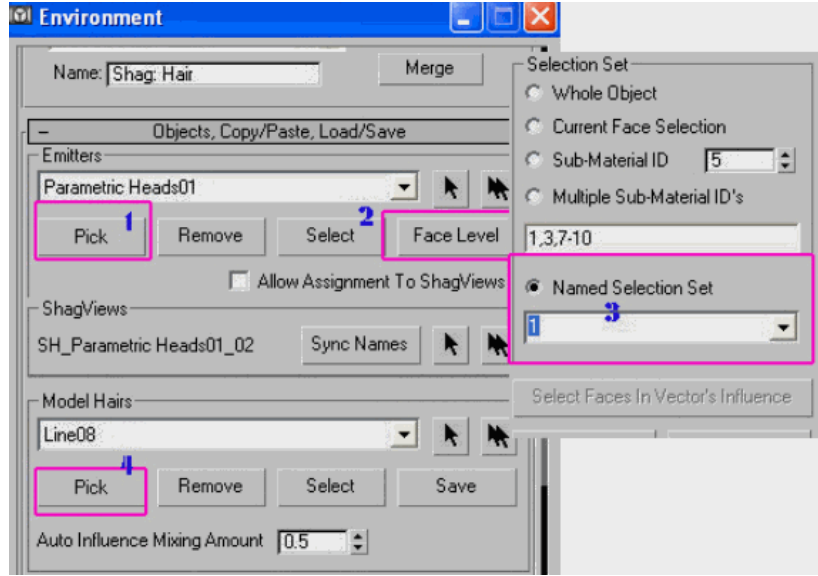 Environment
Name: Shag: Hair
Merge
Objects, Copy/Paste, Load/Save
Emitters
Parametric Heads01
1
2
Pick Remove Select Face Level
Allow Assignment To ShagViews
ShagViews
SH_Parametric Heads01_02 Sync Names
Model Hairs
Line08
4
Pick Remove Select Save
Auto Influence Mixing Amount 0.5
Selection Set
Whole Object
Current Face Selection
Sub-Material ID 5
Multiple Sub-Material ID's
1,3,7-10
Named Selection Set
3
1
Select Faces In Vector's Influence